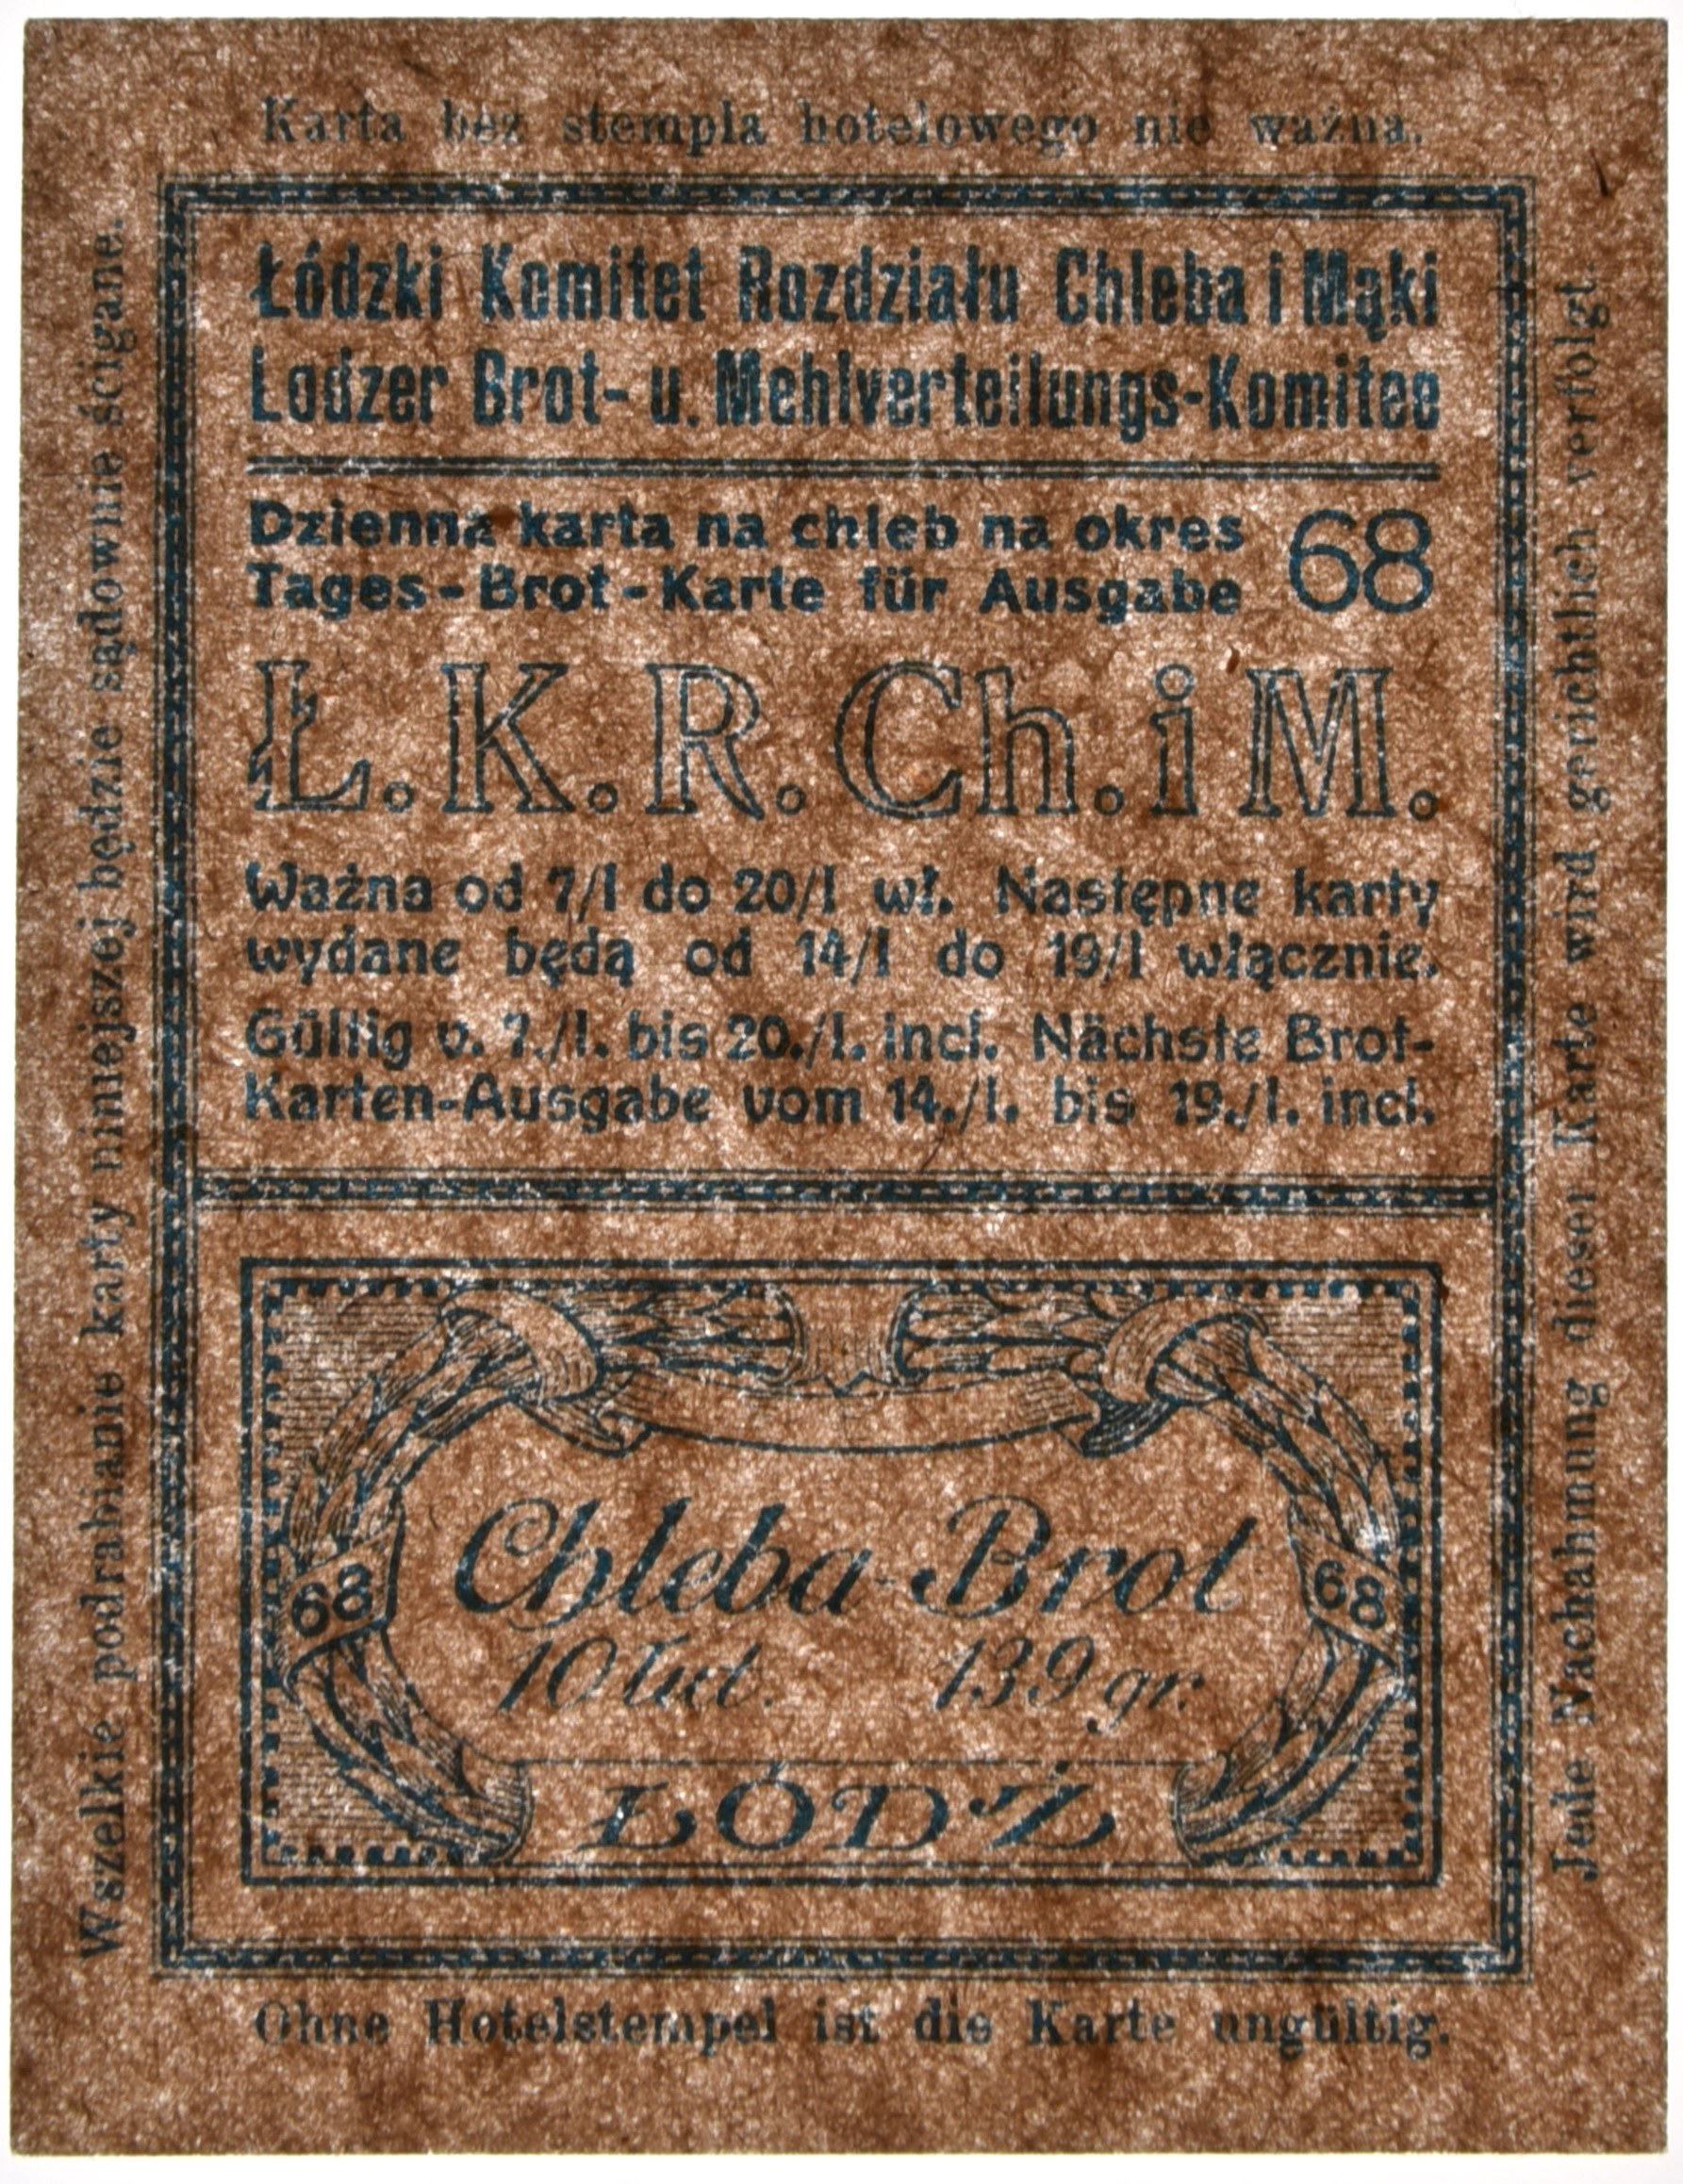 Karta bez stempla hotelowego nie ważna.
Łódzki Komitet Rozdziału Chleba i Mąki
Lodzer Brot- u. Mehlverteilungs-Komitee
Dzienna karta na chleb na okres 68
Tages-Brot-Karte für Ausgabe
Ł.K.R.Ch.iM.
Ważna od 7/I do 20/I wł. Następne karty
wydane będą od 14/I do 19/I włącznie.
Gültig v. 7./I. bis 20./I. incl. Nächste Brot-
Karten-Ausgabe vom 14./I. bis 19./I. incl.
Chleba-Brot
10 łut. 139 gr.
68
68
ŁÓDŹ
Ohne Hotelstempel ist die Karte ungültig.
Wszelkie podrabianie karty ninniejszej będzie sądownie ścigane.
Jede Nachahmung dieser Karte wird gerichtlich verfolgt.